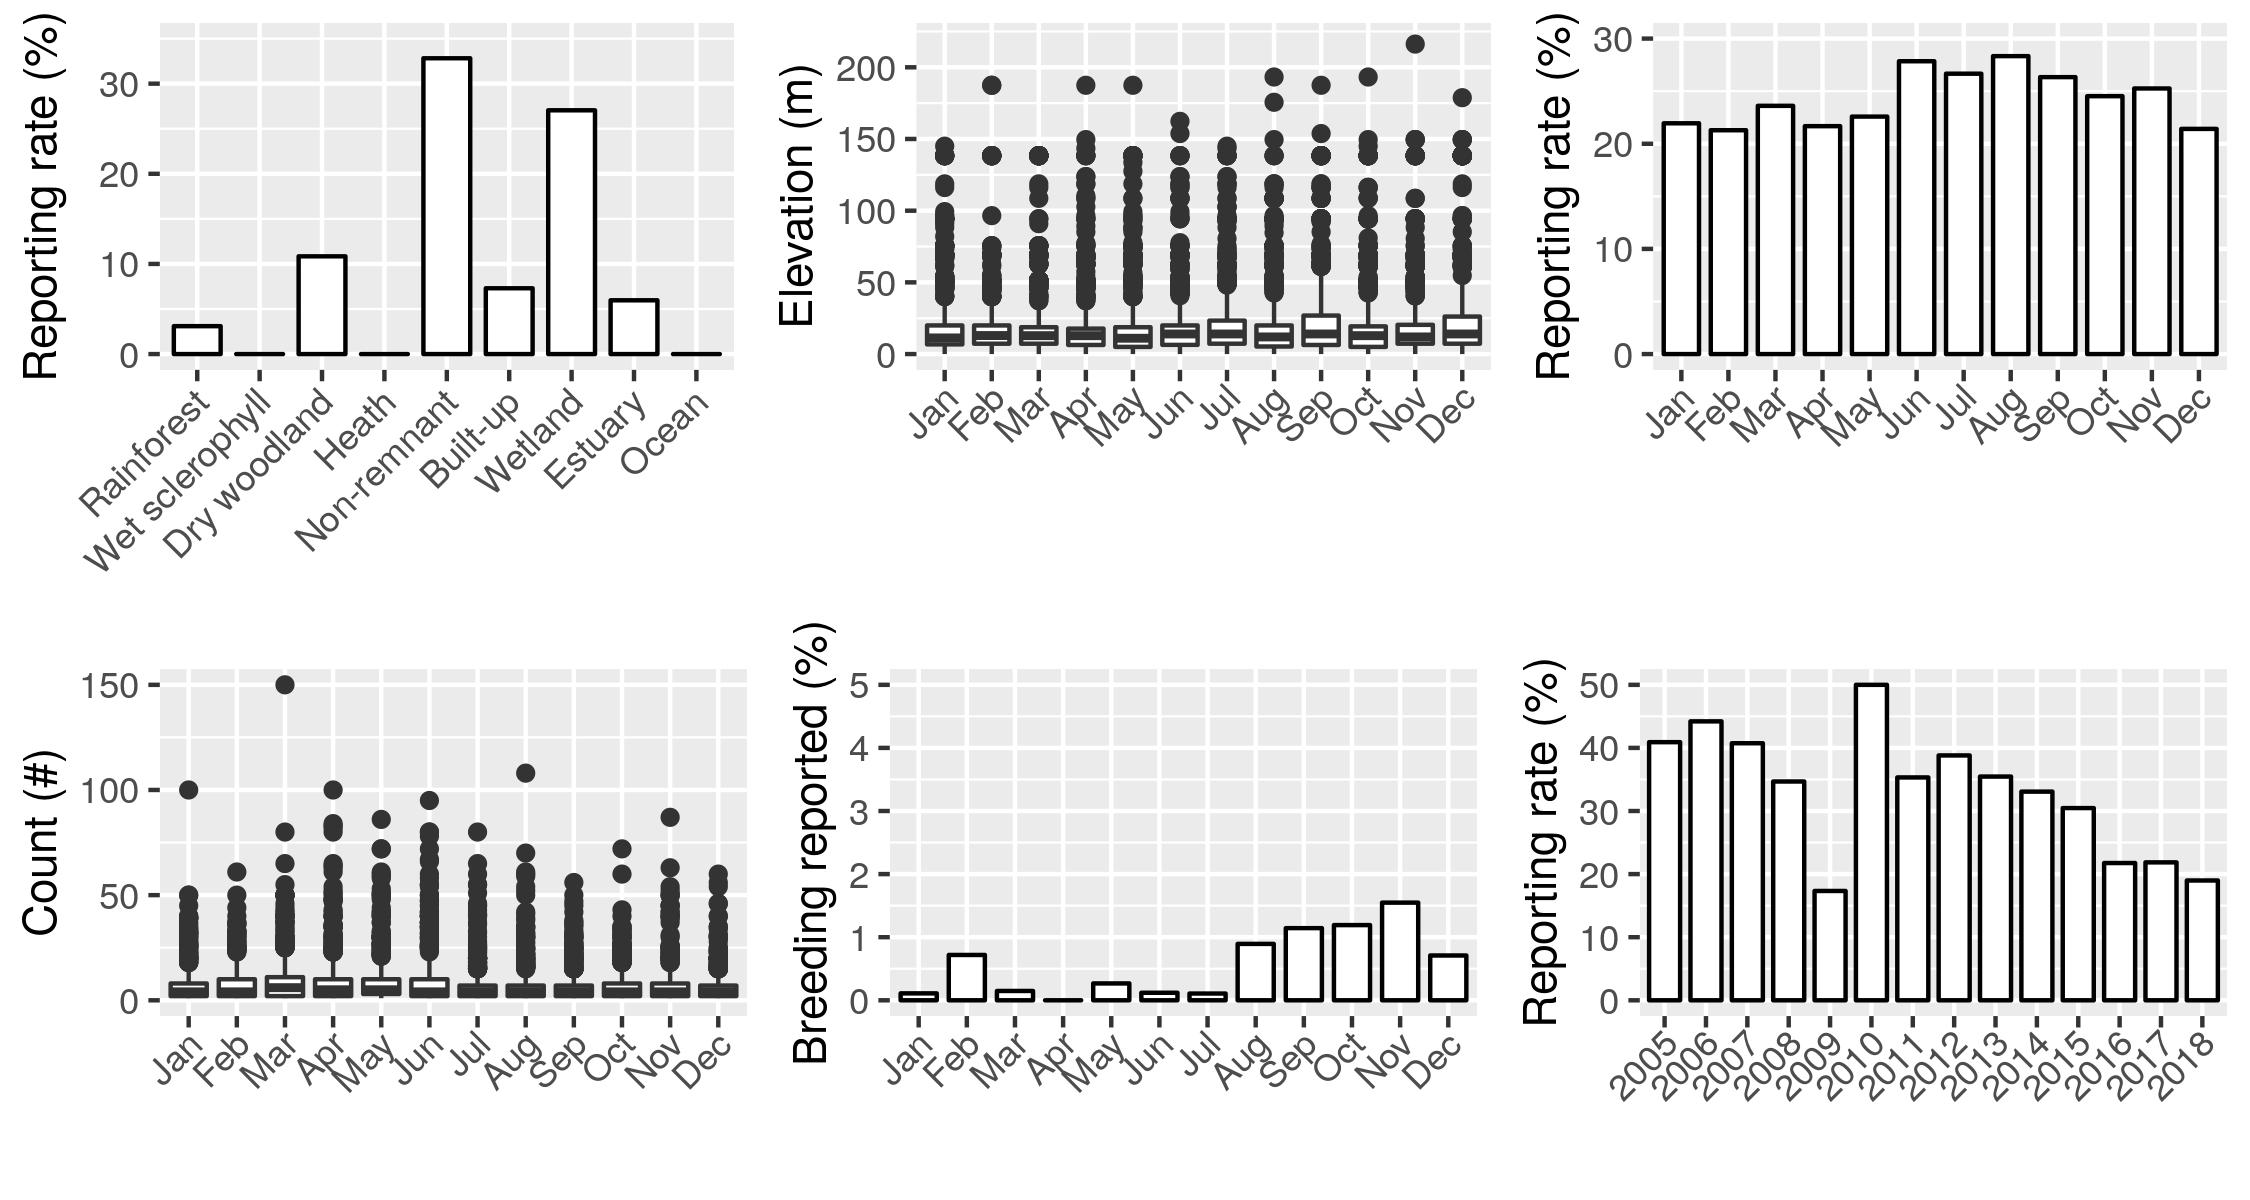 Reporting rate (%)
30
20
10
0
Rainforest
Wet sclerophyll
Dry woodland
Heath
Non-remnant
Built-up
Wetland
Estuary
Ocean
Elevation (m)
200
150
100
50
0
Jan
Feb
Mar
Apr
May
Jun
Jul
Aug
Sep
Oct
Nov
Dec
Reporting rate (%)
30
20
10
0
Jan
Feb
Mar
Apr
May
Jun
Jul
Aug
Sep
Oct
Nov
Dec
Count (#)
150
100
50
0
Jan
Feb
Mar
Apr
May
Jun
Jul
Aug
Sep
Oct
Nov
Dec
Breeding reported (%)
5
4
3
2
1
0
Jan
Feb
Mar
Apr
May
Jun
Jul
Aug
Sep
Oct
Nov
Dec
Reporting rate (%)
50
40
30
20
10
0
2005
2006
2007
2008
2009
2010
2011
2012
2013
2014
2015
2016
2017
2018